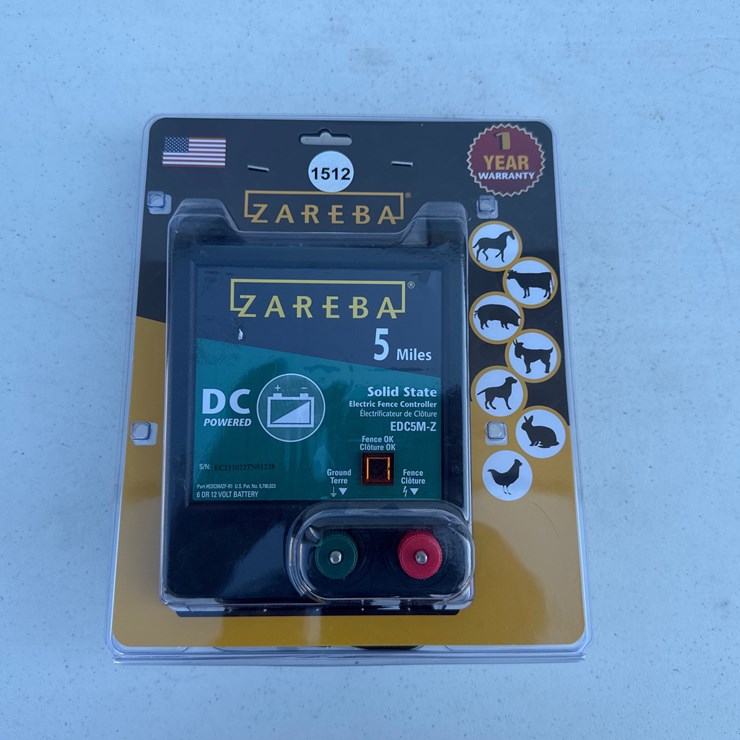 1512
1
YEAR
WARRANTY
ZAREBA
ZAREBA®
5 Miles
DC
POWERED
+ −
Solid State
Electric Fence Controller
Électrificateur de Clôture
EDC5M-Z
Fence OK
Clôture OK
Ground
Terre
Fence
Clôture
S/N:
6 OR 12 VOLT BATTERY